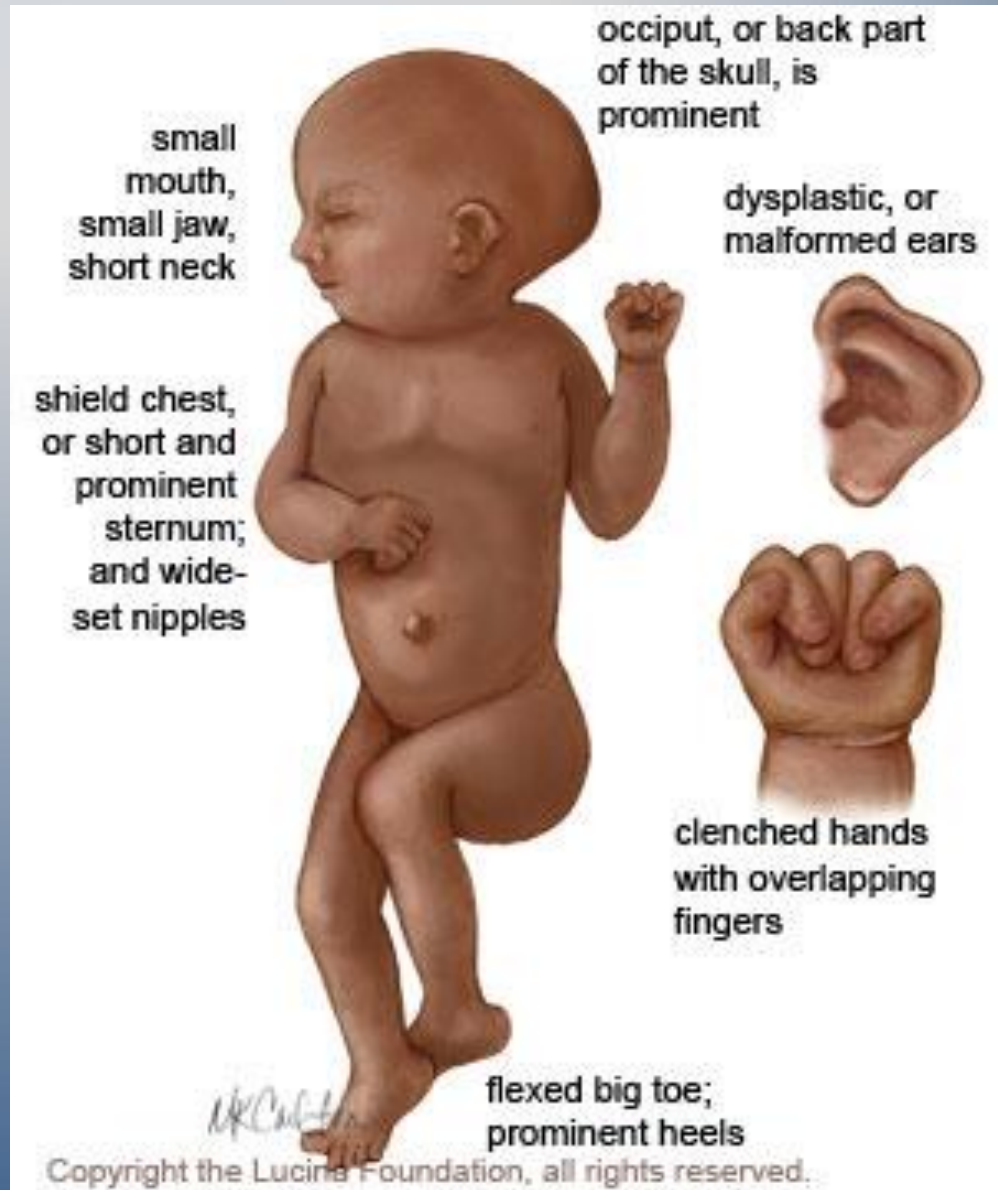 occiput, or back part
of the skull, is
prominent
small
mouth,
small jaw,
short neck
dysplastic, or
malformed ears
shield chest,
or short and
prominent
sternum;
and wide-
set nipples
clenched hands
with overlapping
fingers
flexed big toe;
prominent heels
Copyright the Lucina Foundation, all rights reserved.